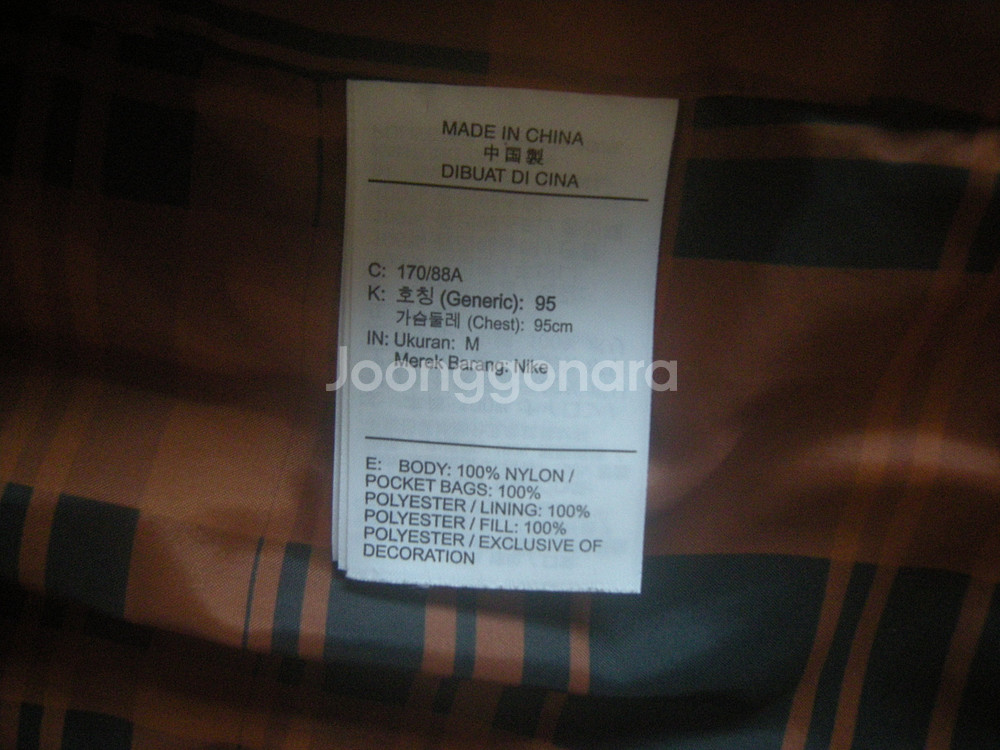 MADE IN CHINA
中国製
DIBUAT DI CINA
C: 170/88A
K: 호칭 (Generic): 95
가슴둘레 (Chest): 95cm
IN: Ukuran: M
Merek Barang: Nike
Joonggonara
E: BODY: 100% NYLON /
POCKET BAGS: 100%
POLYESTER / LINING: 100%
POLYESTER / FILL: 100%
POLYESTER / EXCLUSIVE OF
DECORATION